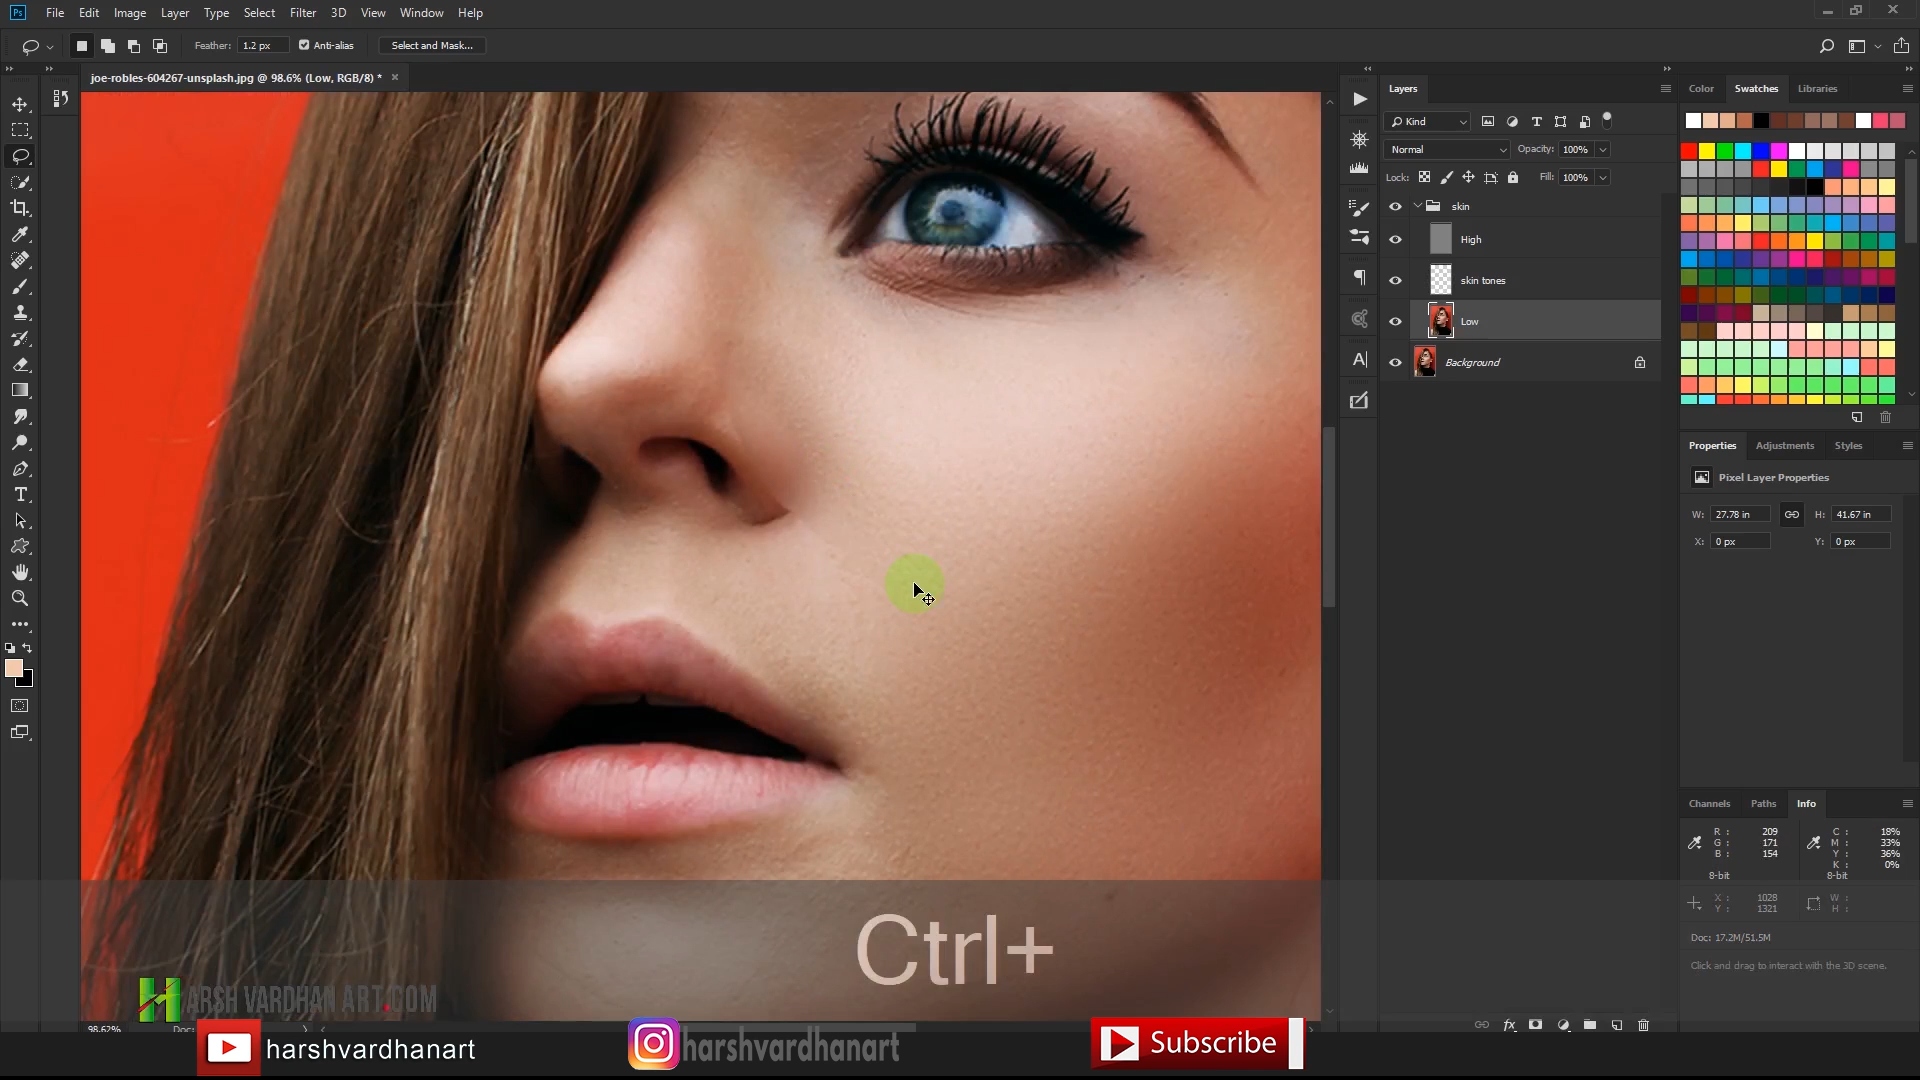 Ps File Edit Image Layer Type Select Filter 3D View Window Help
Feather: 1.2 px Anti-alias Select and Mask...
joe-robles-604267-unsplash.jpg @ 98.6% (Low, RGB/8) * ×
Layers
Kind
Normal Opacity: 100%
Lock: Fill: 100%
skin
High
skin tones
Low
Background
Color Swatches Libraries
Properties Adjustments Styles
Pixel Layer Properties
W: 27.78 in H: 41.67 in
X: 0 px Y: 0 px
Channels Paths Info
R : 209 C : 18%
G : 171 M : 33%
B : 154 Y : 36%
K : 0%
8-bit 8-bit
X : 1028 W :
Y : 1321 H :
Doc: 17.2M/51.5M
Click and drag to interact with the 3D scene.
Ctrl+
HARSH VARDHAN ART.COM
98.62% Doc:
harshvardhanart
harshvardhanart
Subscribe